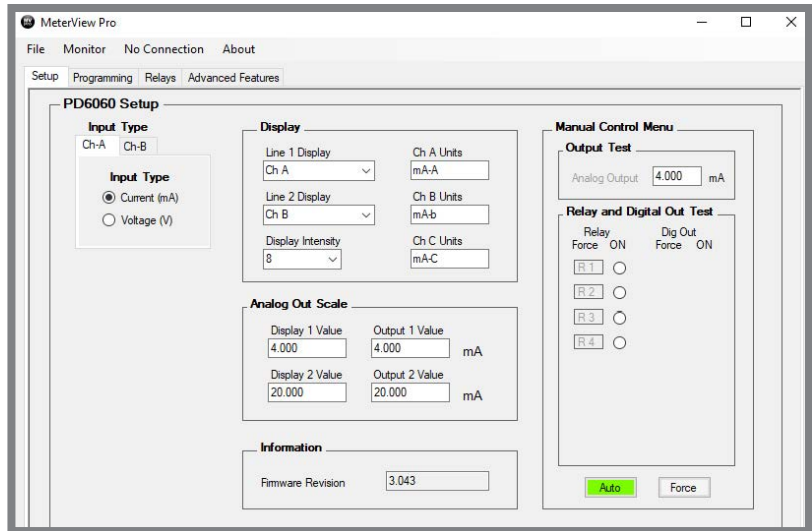 MeterView Pro
File Monitor No Connection About
Setup Programming Relays Advanced Features
PD6060 Setup
Input Type
Ch-A Ch-B
Input Type
Current (mA)
Voltage (V)
Display
Line 1 Display Ch A Units
Ch A mA-A
Line 2 Display Ch B Units
Ch B mA-b
Display Intensity Ch C Units
8 mA-C
Analog Out Scale
Display 1 Value Output 1 Value
4.000 4.000 mA
Display 2 Value Output 2 Value
20.000 20.000 mA
Information
Firmware Revision 3.043
Manual Control Menu
Output Test
Analog Output 4.000 mA
Relay and Digital Out Test
Relay Dig Out
Force ON Force ON
R 1
R 2
R 3
R 4
Auto Force